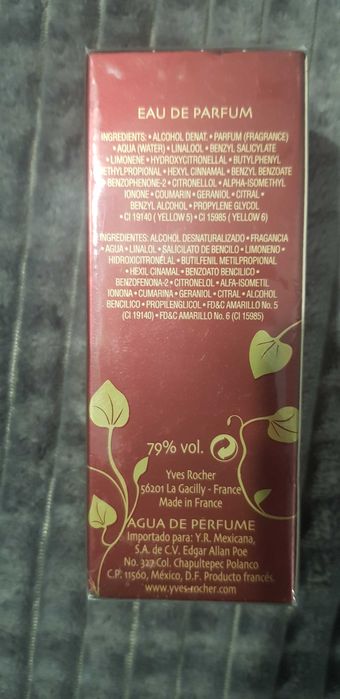 EAU DE PARFUM
INGREDIENTS: • ALCOHOL DENAT. • PARFUM (FRAGRANCE)
• AQUA (WATER) • LINALOOL • BENZYL SALICYLATE
• LIMONENE • HYDROXYCITRONELLAL • BUTYLPHENYL
METHYLPROPIONAL • HEXYL CINNAMAL • BENZYL BENZOATE
• BENZOPHENONE-2 • CITRONELLOL • ALPHA-ISOMETHYL
IONONE • COUMARIN • GERANIOL • CITRAL •
BENZYL ALCOHOL • PROPYLENE GLYCOL
• CI 19140 ( YELLOW 5) • CI 15985 ( YELLOW 6)
INGREDIENTES: ALCOHOL DESNATURALIZADO • FRAGANCIA
AGUA • LINALOL • SALICILATO DE BENCILO • LIMONENO •
HIDROXICITRONÉLAL • BUTILFENIL METILPROPIONAL
• HEXIL CINAMAL • BENZOATO BENCILICO •
BENZOFENONA-2 • CITRONELOL • ALFA-ISOMETIL
IONONA • CUMARINA • GERANIOL • CITRAL • ALCOHOL
BENCILICO • PROPILENGLICOL • FD&C AMARILLO No. 5
(CI 19140) • FD&C AMARILLO No. 6 (CI 15985)
79% vol.
Yves Rocher
56201 La Gacilly - France
Made in France
AGUA DE PERFUME
Importado para: Y.R. Mexicana,
S.A. de C.V. Edgar Allan Poe
No. 327 Col. Chapultepec Polanco
C.P. 11560, México, D.F. Producto francés.
www.yves-rocher.com